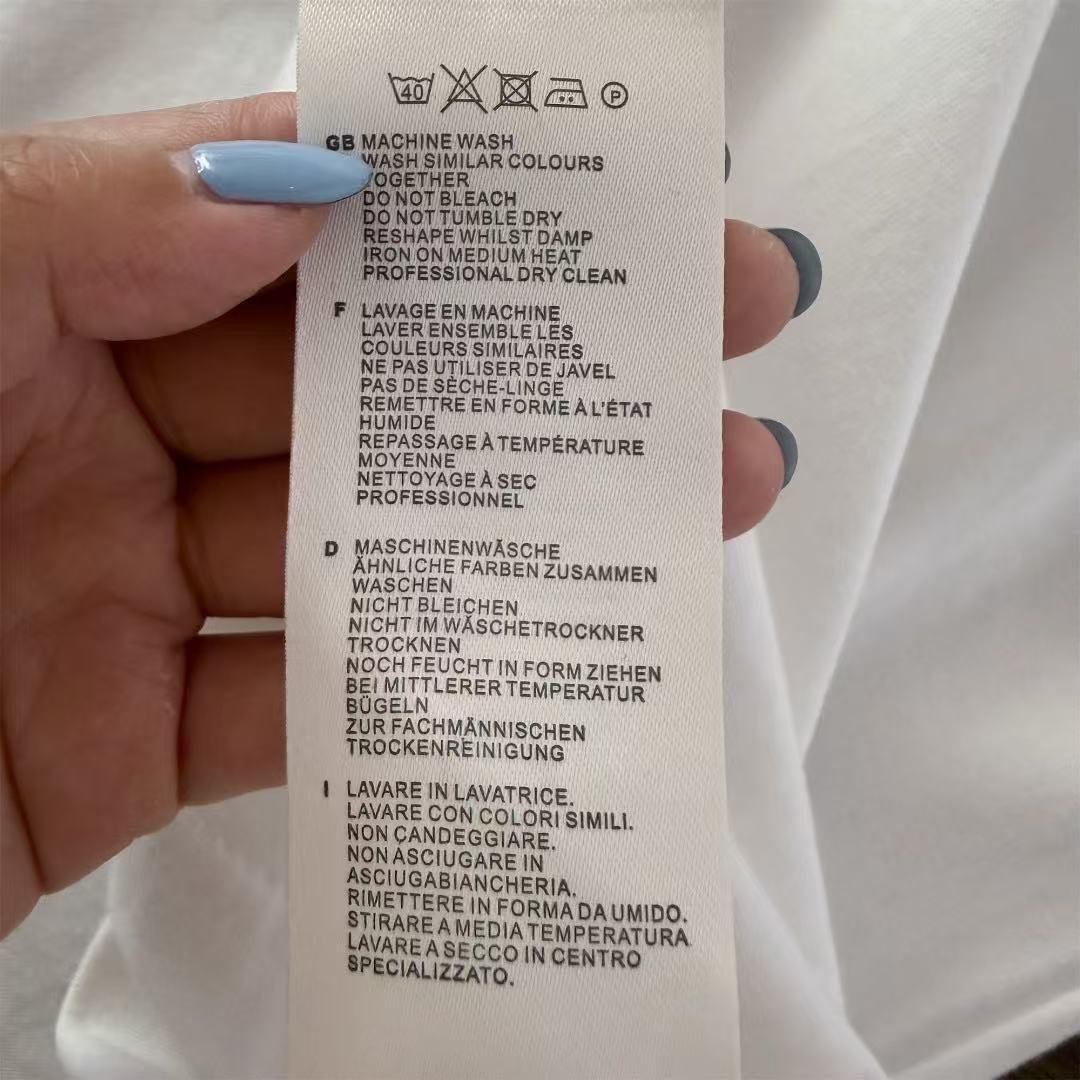 40 P
GB MACHINE WASH
WASH SIMILAR COLOURS
TOGETHER
DO NOT BLEACH
DO NOT TUMBLE DRY
RESHAPE WHILST DAMP
IRON ON MEDIUM HEAT
PROFESSIONAL DRY CLEAN
F LAVAGE EN MACHINE
LAVER ENSEMBLE LES
COULEURS SIMILAIRES
NE PAS UTILISER DE JAVEL
PAS DE SÈCHE-LINGE
REMETTRE EN FORME À L'ÉTAT
HUMIDE
REPASSAGE À TEMPÉRATURE
MOYENNE
NETTOYAGE À SEC
PROFESSIONNEL
D MASCHINENWÄSCHE
ÄHNLICHE FARBEN ZUSAMMEN
WASCHEN
NICHT BLEICHEN
NICHT IM WÄSCHETROCKNER
TROCKNEN
NOCH FEUCHT IN FORM ZIEHEN
BEI MITTLERER TEMPERATUR
BÜGELN
ZUR FACHMÄNNISCHEN
TROCKENREINIGUNG
I LAVARE IN LAVATRICE.
LAVARE CON COLORI SIMILI.
NON CANDEGGIARE.
NON ASCIUGARE IN
ASCIUGABIANCHERIA.
RIMETTERE IN FORMA DA UMIDO.
STIRARE A MEDIA TEMPERATURA
LAVARE A SECCO IN CENTRO
SPECIALIZZATO.